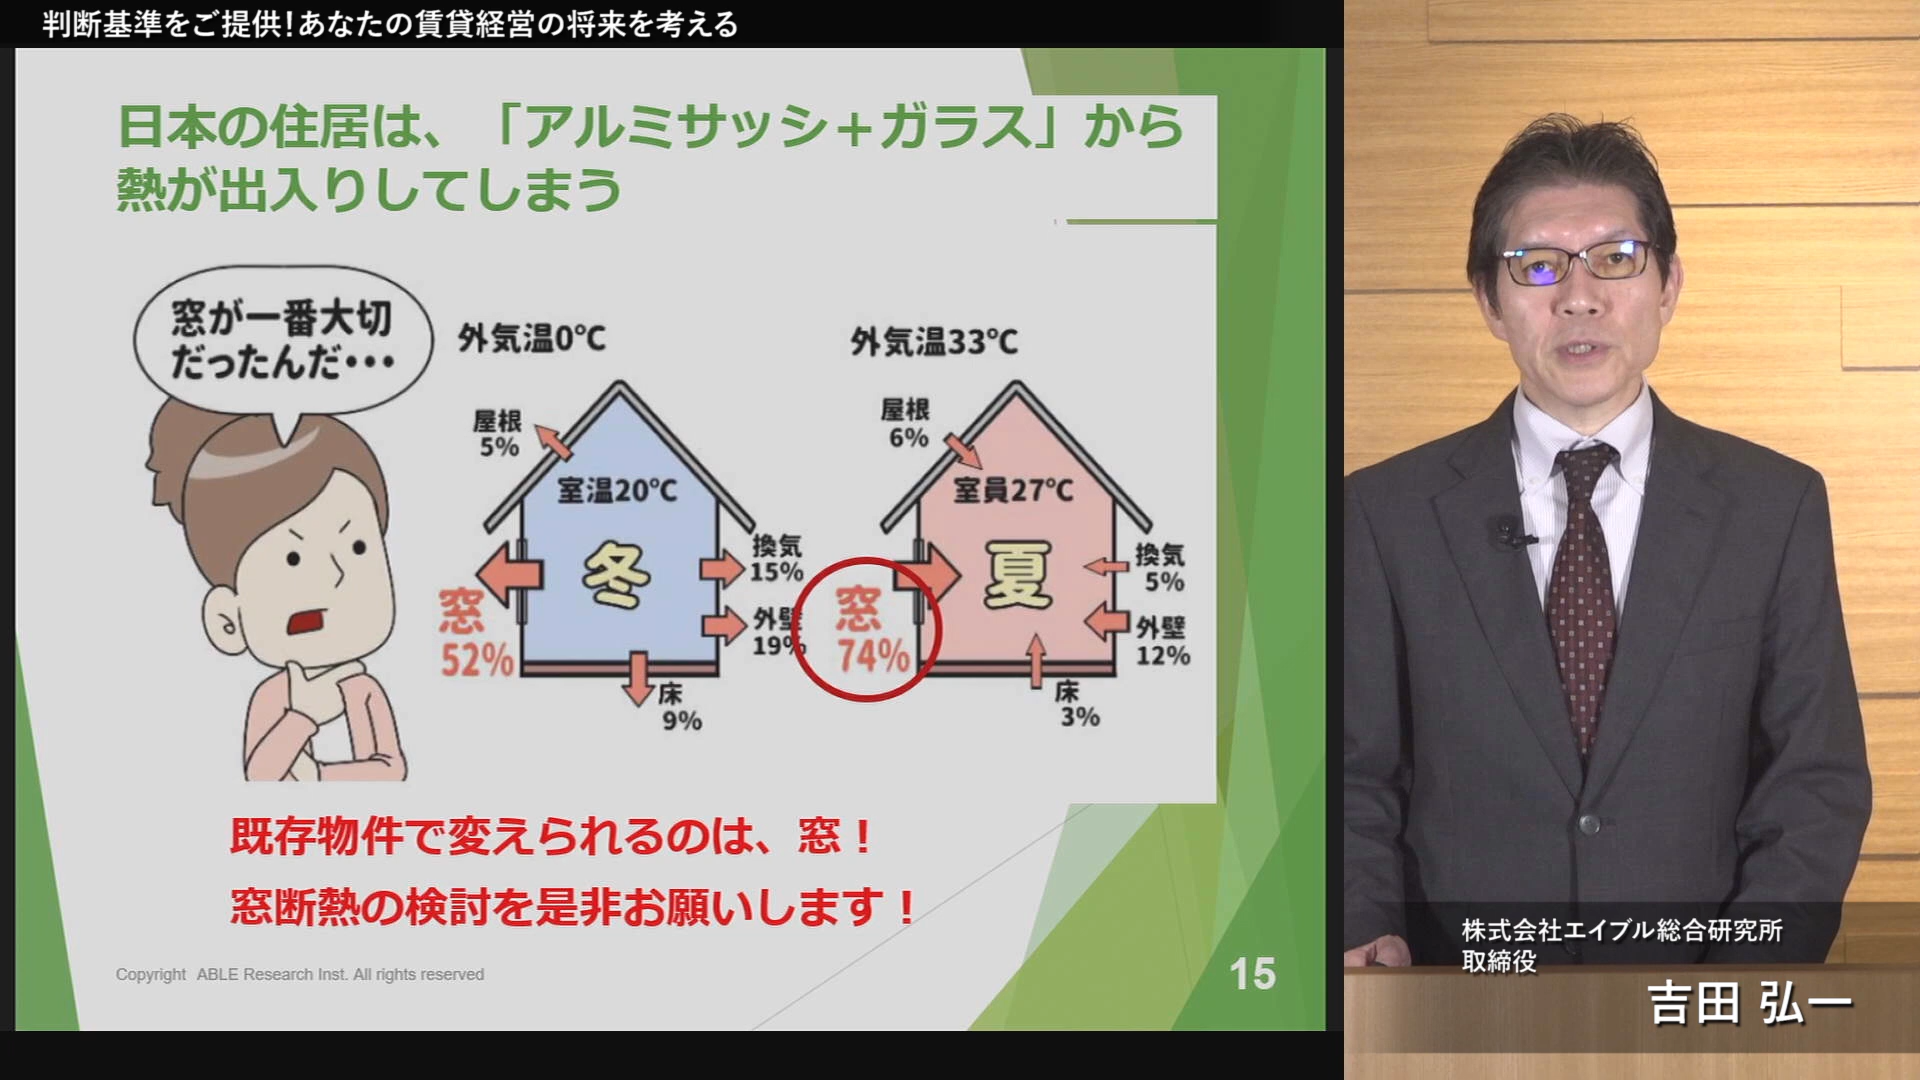 判断基準をご提供！あなたの賃貸経営の将来を考える
日本の住居は、「アルミサッシ＋ガラス」から
熱が出入りしてしまう
窓が一番大切
だったんだ･･･
外気温0℃
屋根
5%
室温20℃
冬
換気
15%
外壁
19%
窓
52%
床
9%
外気温33℃
屋根
6%
室員27℃
夏
換気
5%
外壁
12%
窓
74%
床
3%
既存物件で変えられるのは、窓！
窓断熱の検討を是非お願いします！
Copyright ABLE Research Inst. All rights reserved
15
株式会社エイブル総合研究所
取締役
吉田 弘一